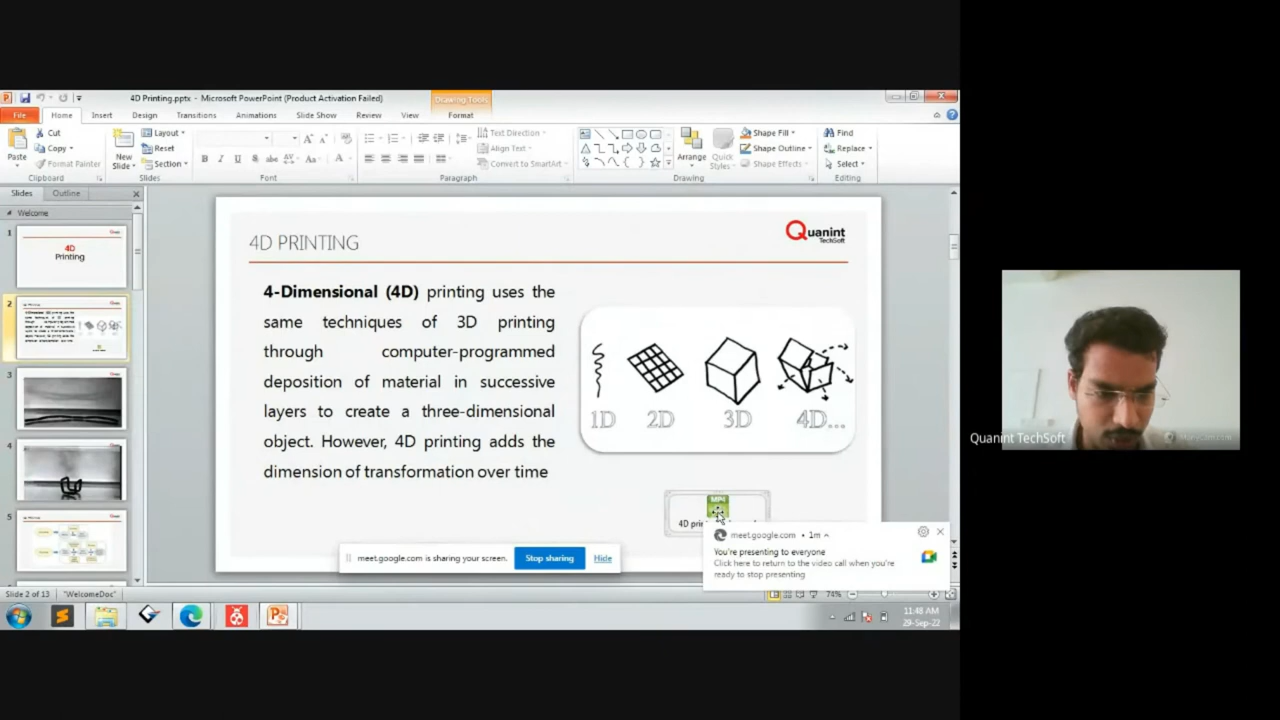 4D Printing.pptx - Microsoft PowerPoint (Product Activation Failed)
Drawing Tools
File Home Insert Design Transitions Animations Slide Show Review View Format
Paste
Cut
Copy
Format Painter
Clipboard
New Slide
Layout
Reset
Section
Slides
Font
Text Direction
Align Text
Convert to SmartArt
Paragraph
Arrange
Quick Styles
Shape Fill
Shape Outline
Shape Effects
Drawing
Find
Replace
Select
Editing
Slides Outline
Welcome
1
4D
Printing
2
3
4
5
4D PRINTING
Quanint
TechSoft
4-Dimensional (4D) printing uses the
same techniques of 3D printing
through computer-programmed
deposition of material in successive
layers to create a three-dimensional
object. However, 4D printing adds the
dimension of transformation over time
1D 2D 3D 4D...
MP4
meet.google.com is sharing your screen. Stop sharing Hide
meet.google.com • 1m
You're presenting to everyone
Click here to return to the video call when you're
ready to stop presenting
Slide 2 of 13 "WelcomeDoc" 74%
11:48 AM
29-Sep-22
Quanint TechSoft